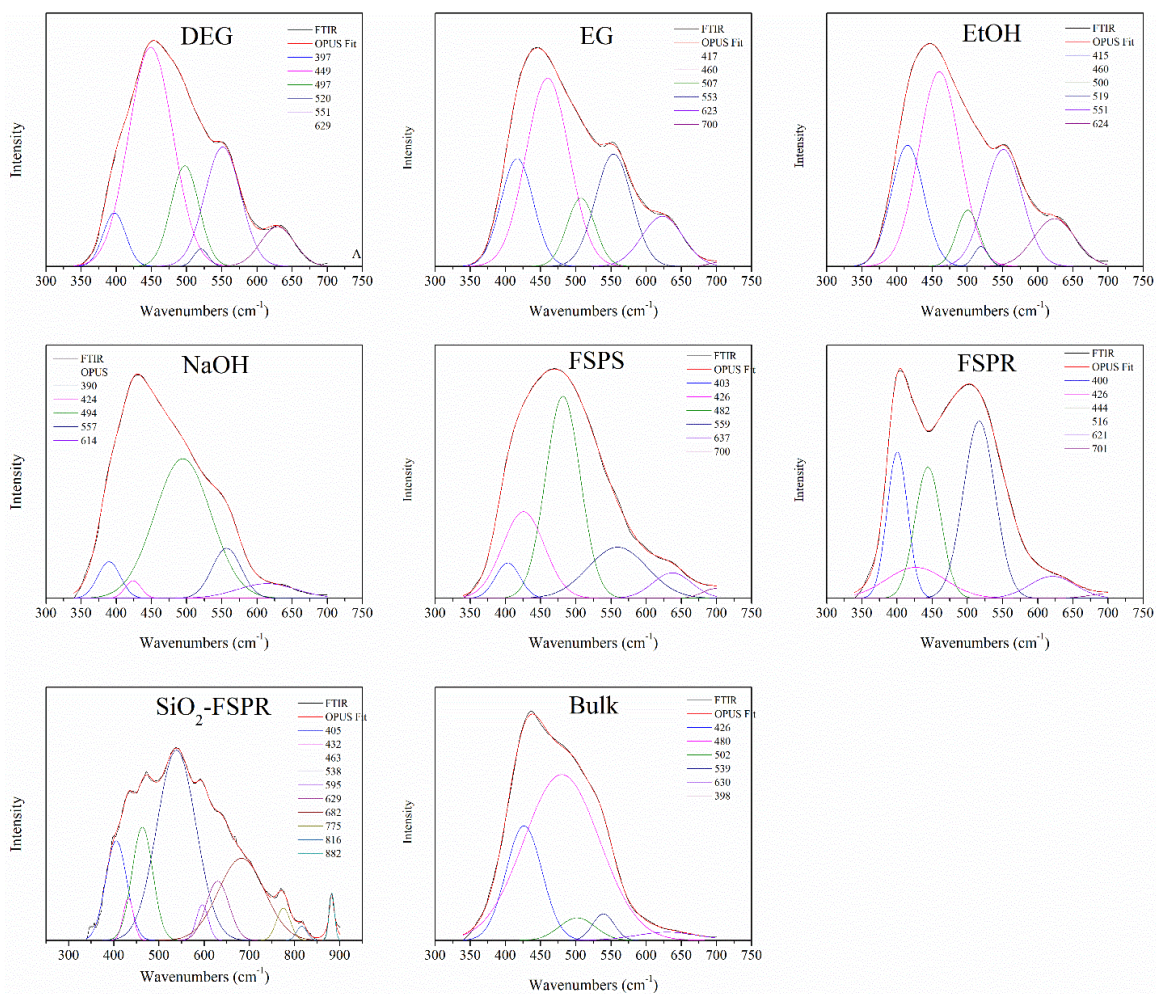 DEG
FTIR
OPUS Fit
397
449
497
520
551
629
A
Intensity
300 350 400 450 500 550 600 650 700 750
Wavenumbers (cm-1)
EG
FTIR
OPUS Fit
417
460
507
553
623
700
Intensity
300 350 400 450 500 550 600 650 700 750
Wavenumbers (cm-1)
EtOH
FTIR
OPUS Fit
415
460
500
519
551
624
Intensity
300 350 400 450 500 550 600 650 700 750
Wavenumbers (cm-1)
NaOH
FTIR
OPUS
390
424
494
557
614
Intensity
300 350 400 450 500 550 600 650 700 750
Wavenumbers (cm-1)
FSPS
FTIR
OPUS Fit
403
426
482
559
637
700
Intensity
300 350 400 450 500 550 600 650 700 750
Wavenumbers (cm-1)
FSPR
FTIR
OPUS Fit
400
426
444
516
621
701
Intensity
300 350 400 450 500 550 600 650 700 750
Wavenumbers (cm-1)
SiO2-FSPR
FTIR
OPUS Fit
405
432
463
538
595
629
682
775
816
882
Intensity
300 400 500 600 700 800 900
Wavenumbers (cm-1)
Bulk
FTIR
OPUS Fit
426
480
502
539
630
398
Intensity
300 350 400 450 500 550 600 650 700 750
Wavenumbers (cm-1)